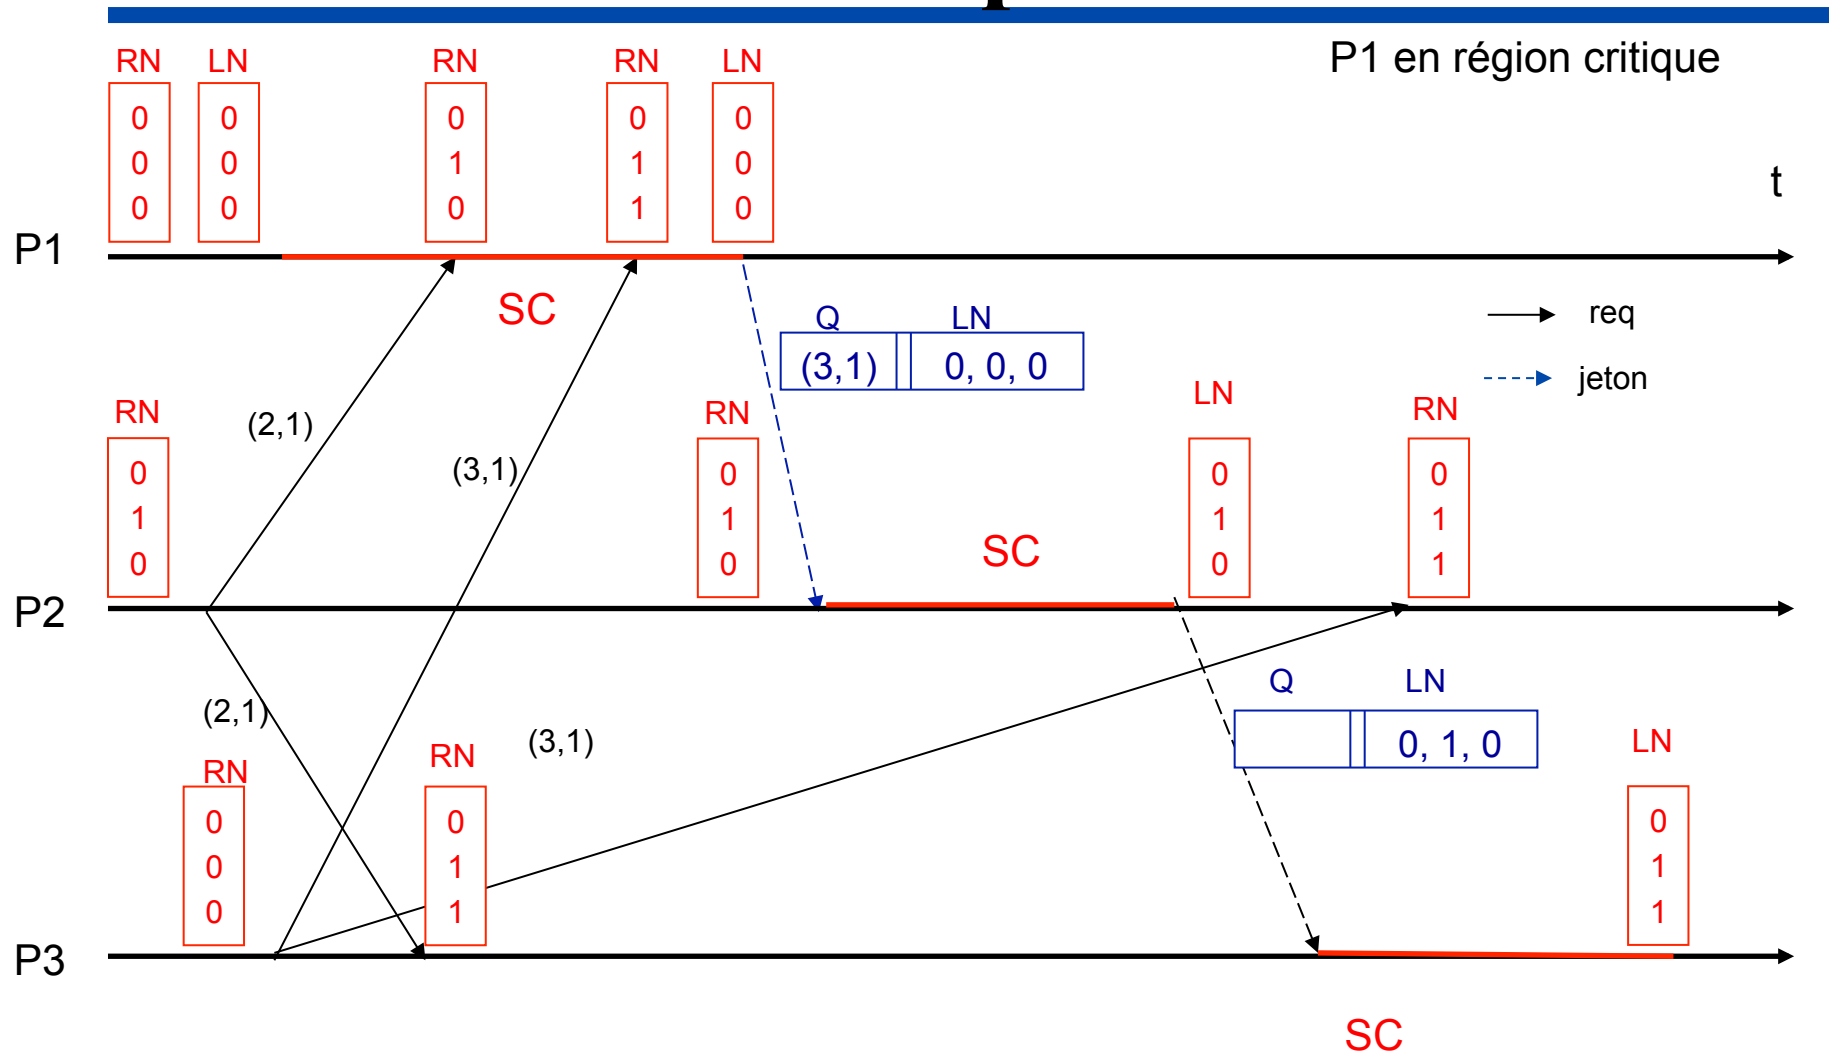 P1 en région critique
RN LN RN RN LN
0 0 0 0 0
0 0 1 1 0
0 0 0 1 0
t
P1
SC
req
Q LN
(3,1) 0, 0, 0
jeton
RN RN LN RN
(2,1)
(3,1)
0 0 0 0
1 1 1 1
0 0 0 1
SC
P2
Q LN
0, 1, 0
(2,1)
(3,1)
RN RN LN
0 0 0
0 1 1
0 1 1
P3
SC